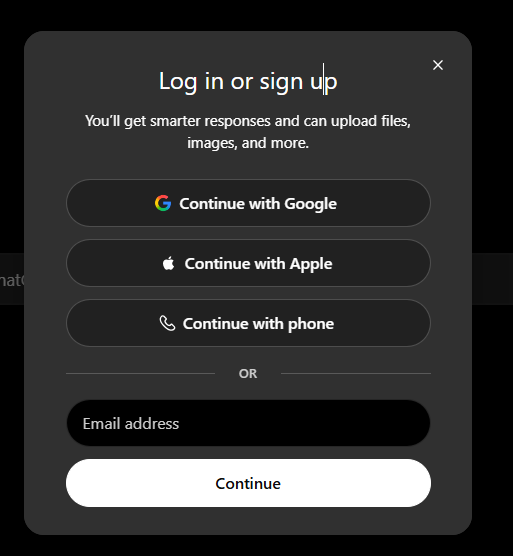 Log in or sign up
You’ll get smarter responses and can upload files,
images, and more.
Continue with Google
Continue with Apple
Continue with phone
OR
Email address
Continue